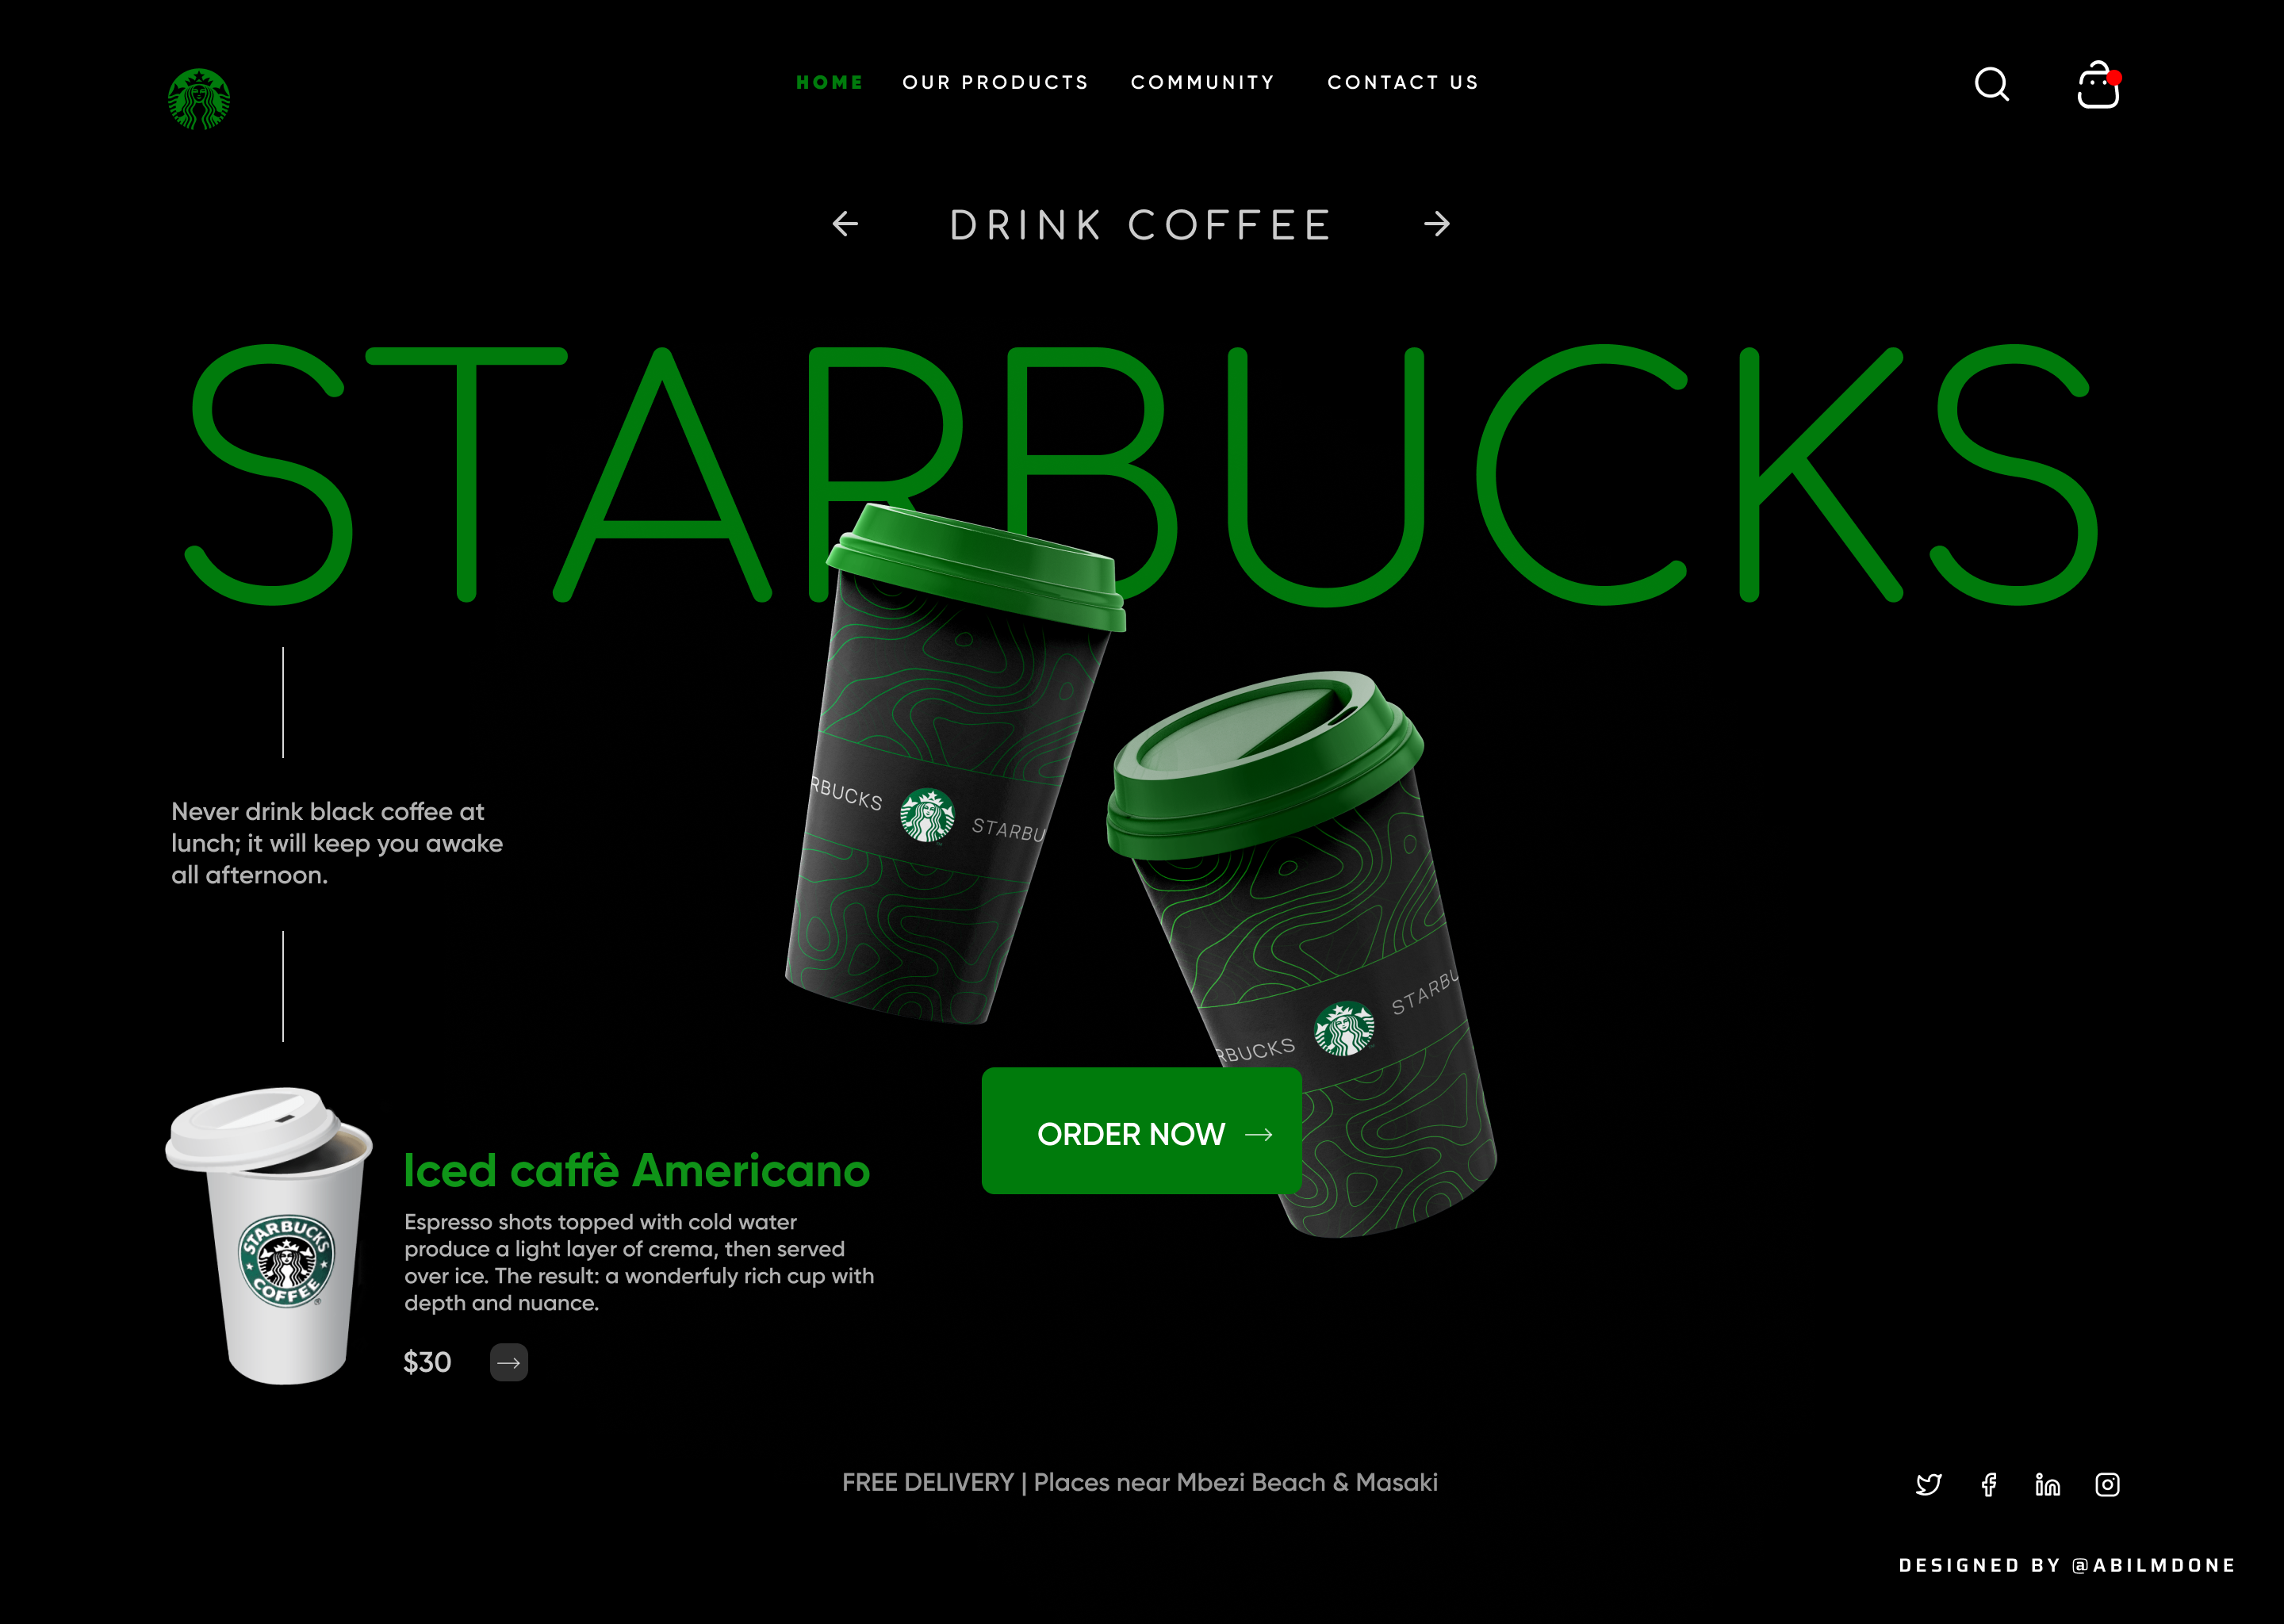 HOME OUR PRODUCTS COMMUNITY CONTACT US
DRINK COFFEE
STARBUCKS
RBUCKS STARBU
Never drink black coffee at
lunch; it will keep you awake
all afternoon.
RBUCKS STARBU
ORDER NOW
STARBUCKS
COFFEE
Iced caffè Americano
Espresso shots topped with cold water
produce a light layer of crema, then served
over ice. The result: a wonderfuly rich cup with
depth and nuance.
$30
FREE DELIVERY | Places near Mbezi Beach & Masaki
DESIGNED BY @ABILMDONE